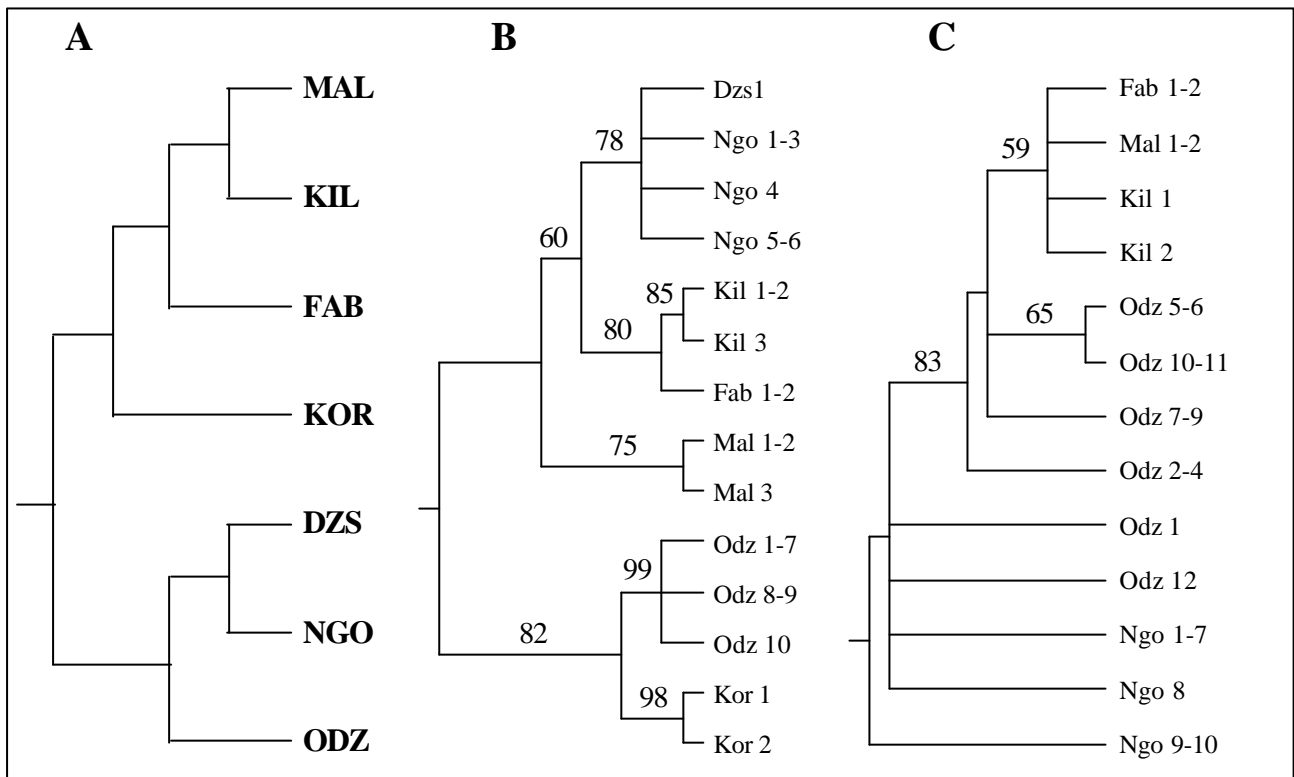 A
MAL
KIL
FAB
KOR
DZS
NGO
ODZ
B
Dzs1
78
Ngo 1-3
Ngo 4
60
Ngo 5-6
85
Kil 1-2
80
Kil 3
Fab 1-2
75
Mal 1-2
Mal 3
99
Odz 1-7
Odz 8-9
82
Odz 10
98
Kor 1
Kor 2
C
Fab 1-2
59
Mal 1-2
Kil 1
Kil 2
65
Odz 5-6
83
Odz 10-11
Odz 7-9
Odz 2-4
Odz 1
Odz 12
Ngo 1-7
Ngo 8
Ngo 9-10